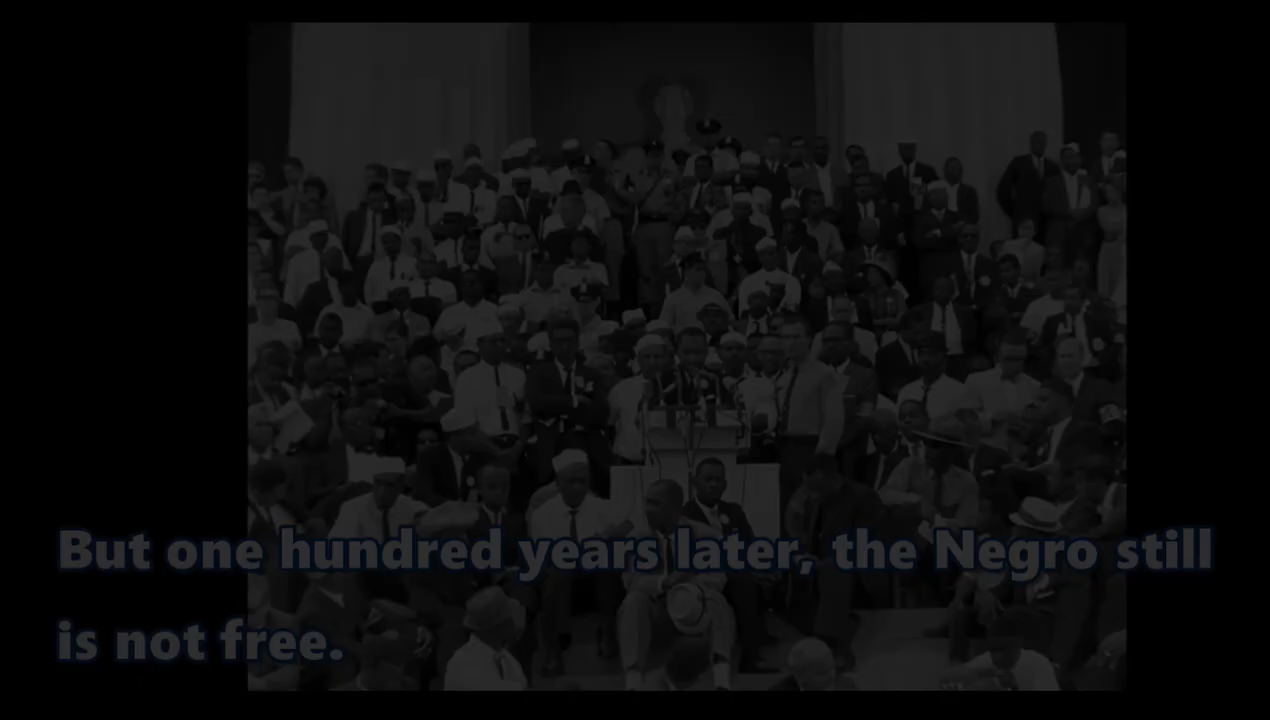 But one hundred years later, the Negro still
is not free.